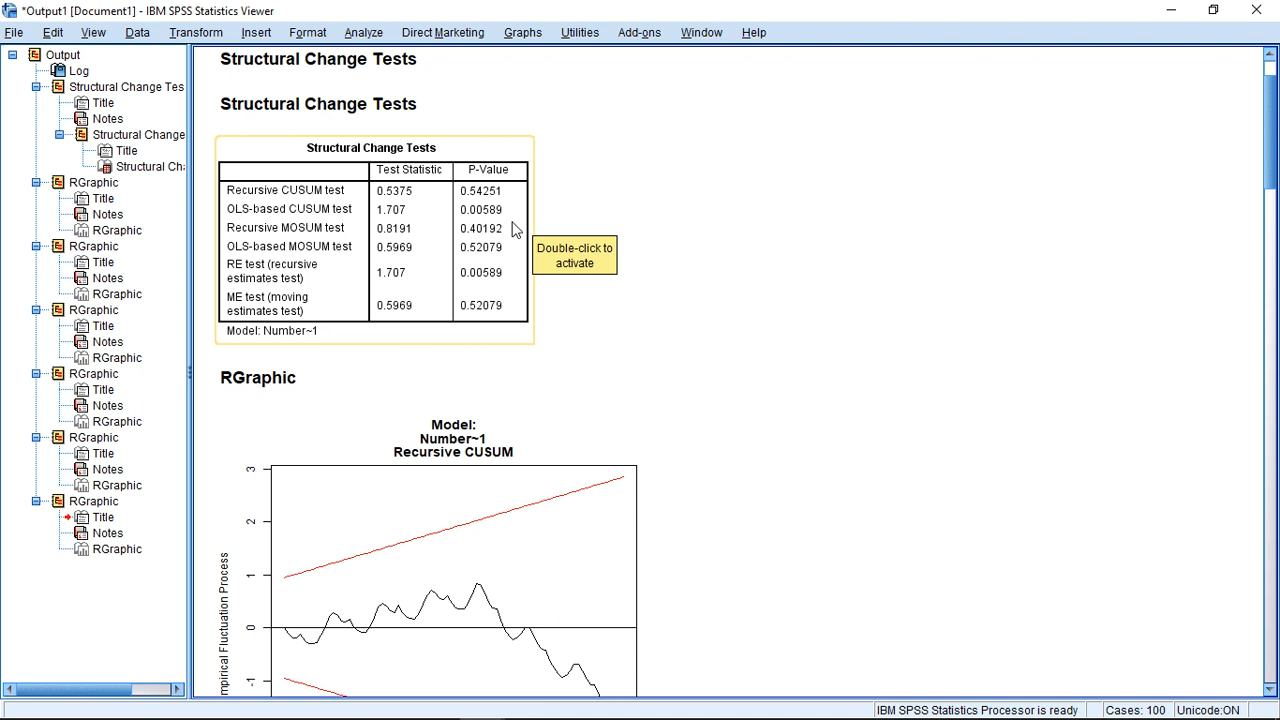 *Output1 [Document1] - IBM SPSS Statistics Viewer
File Edit View Data Transform Insert Format Analyze Direct Marketing Graphs Utilities Add-ons Window Help
Output
Log
Structural Change Tes
Title
Notes
Structural Change
Title
Structural Ch
RGraphic
Title
Notes
RGraphic
RGraphic
Title
Notes
RGraphic
RGraphic
Title
Notes
RGraphic
RGraphic
Title
Notes
RGraphic
RGraphic
Title
Notes
RGraphic
RGraphic
Title
Notes
RGraphic
Structural Change Tests
Structural Change Tests
Structural Change Tests
Test Statistic P-Value
Recursive CUSUM test 0.5375 0.54251
OLS-based CUSUM test 1.707 0.00589
Recursive MOSUM test 0.8191 0.40192
OLS-based MOSUM test 0.5969 0.52079
RE test (recursive
estimates test) 1.707 0.00589
ME test (moving
estimates test) 0.5969 0.52079
Model: Number~1
Double-click to
activate
RGraphic
Model:
Number~1
Recursive CUSUM
3
2
1
0
-1
mpirical Fluctuation Process
IBM SPSS Statistics Processor is ready Cases: 100 Unicode:ON